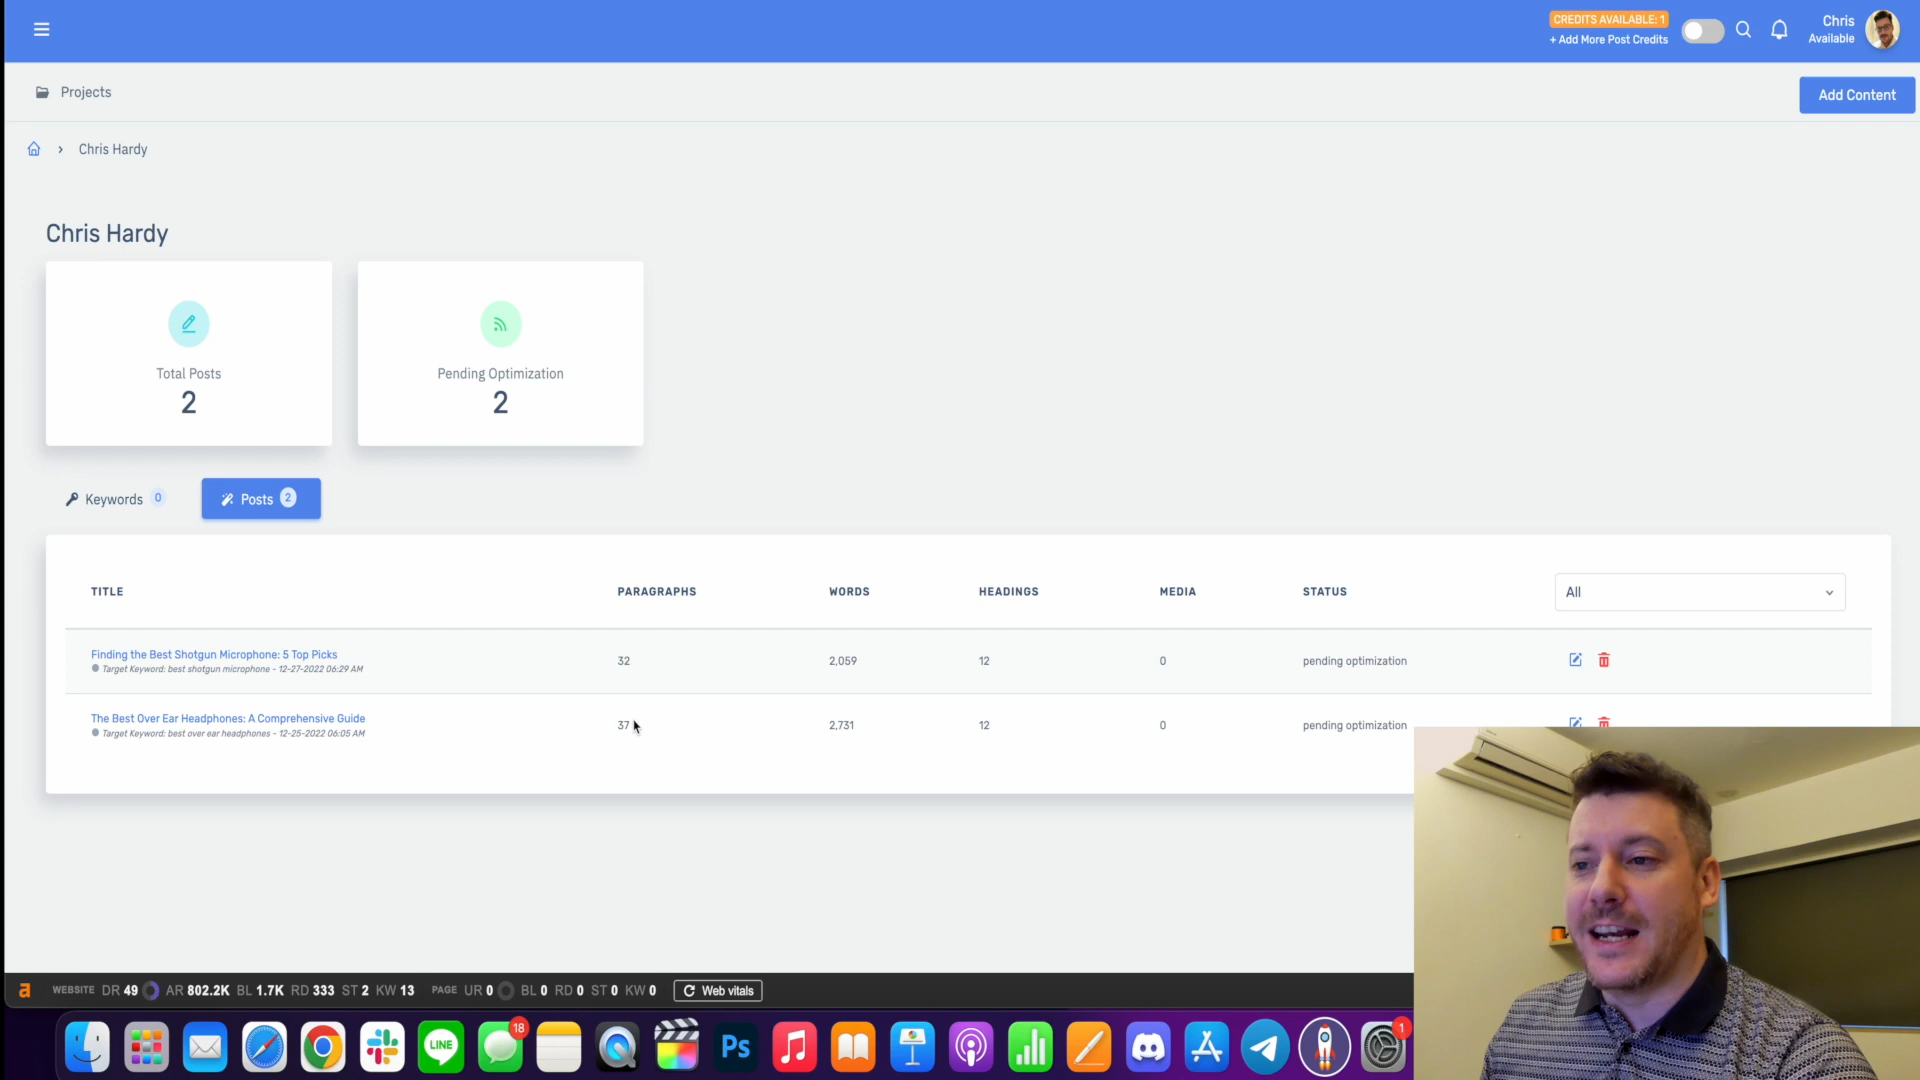 CREDITS AVAILABLE: 1
+ Add More Post Credits
Chris
Available
Projects
Add Content
Chris Hardy
Chris Hardy
Total Posts
2
Pending Optimization
2
Keywords 0
Posts 2
TITLE PARAGRAPHS WORDS HEADINGS MEDIA STATUS All
Finding the Best Shotgun Microphone: 5 Top Picks
Target Keyword: best shotgun microphone - 12-27-2022 06:29 AM
32 2,059 12 0 pending optimization
The Best Over Ear Headphones: A Comprehensive Guide
Target Keyword: best over ear headphones - 12-25-2022 06:05 AM
37 2,731 12 0 pending optimization
a WEBSITE DR 49 AR 802.2K BL 1.7K RD 333 ST 2 KW 13 PAGE UR 0 BL 0 RD 0 ST 0 KW 0 Web vitals
LINE 18 Ps 1